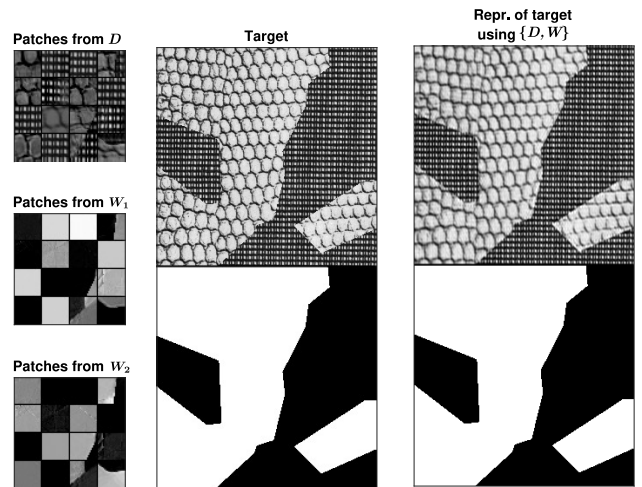 Patches from D
Target
Repr. of target
using {D, W}
Patches from W₁
Patches from W₂